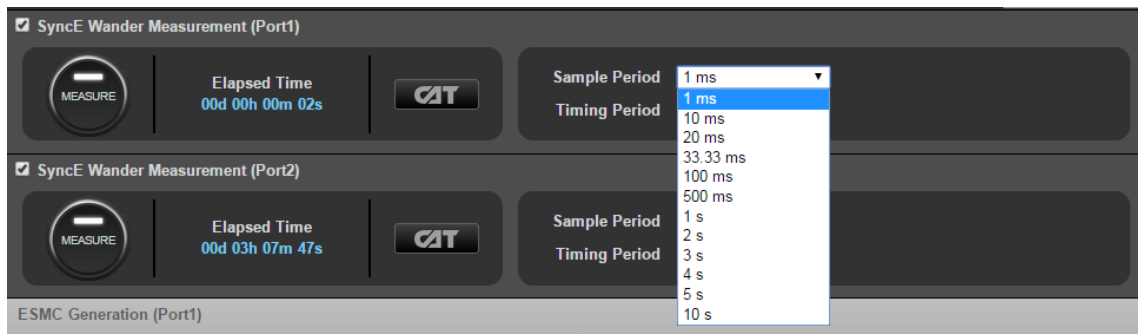 SyncE Wander Measurement (Port1)
MEASURE
Elapsed Time
00d 00h 00m 02s
CAT
Sample Period
1 ms
Timing Period
1 ms
10 ms
20 ms
33.33 ms
100 ms
500 ms
1 s
2 s
3 s
4 s
5 s
10 s
SyncE Wander Measurement (Port2)
MEASURE
Elapsed Time
00d 03h 07m 47s
CAT
Sample Period
Timing Period
ESMC Generation (Port1)